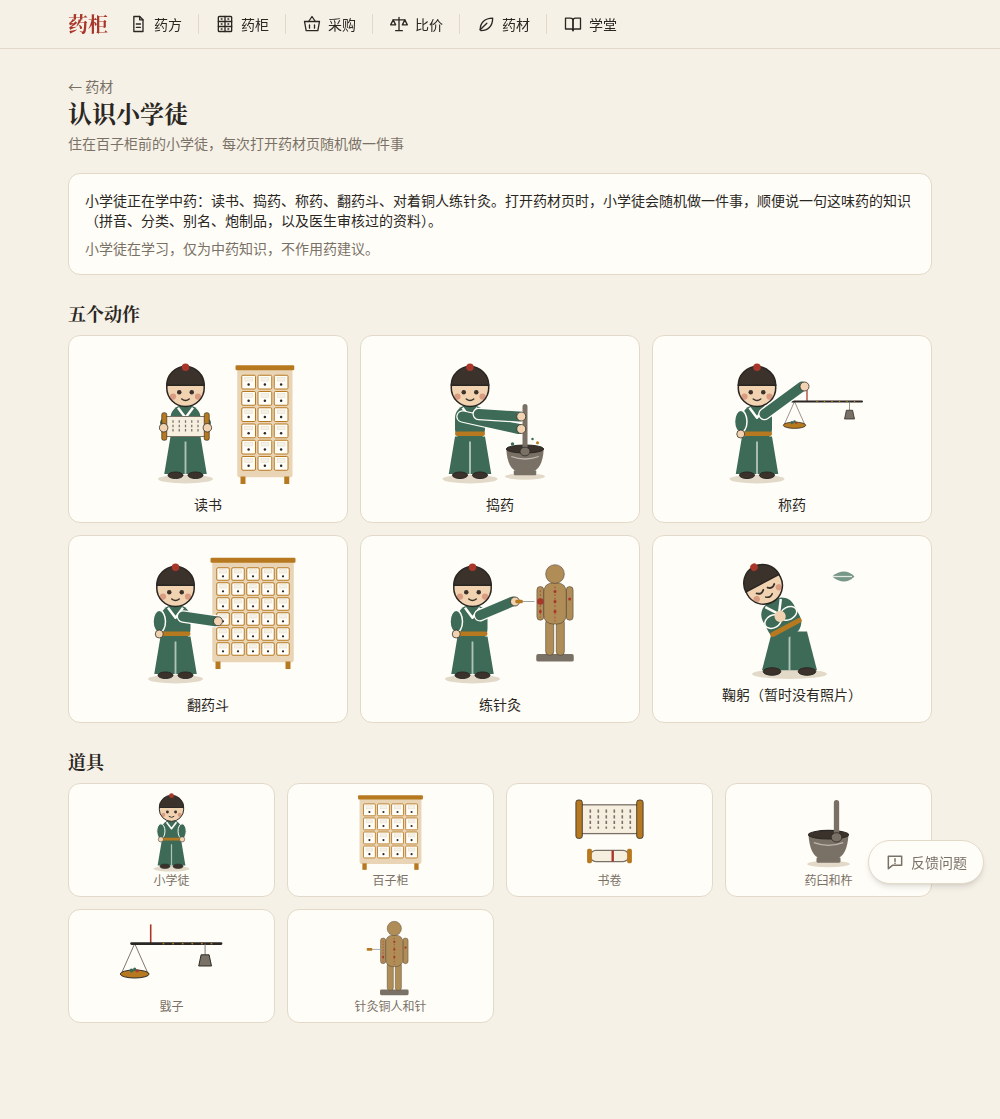 药柜 药方 药柜 采购 比价 药材 学堂
← 药材
认识小学徒
住在百子柜前的小学徒，每次打开药材页随机做一件事
小学徒正在学中药：读书、捣药、称药、翻药斗、对着铜人练针灸。打开药材页时，小学徒会随机做一件事，顺便说一句这味药的知识
（拼音、分类、别名、炮制品，以及医生审核过的资料）。
小学徒在学习，仅为中药知识，不作用药建议。
五个动作
读书 捣药 称药
翻药斗 练针灸 鞠躬（暂时没有照片）
道具
小学徒 百子柜 书卷 药臼和杵
反馈问题
戥子 针灸铜人和针